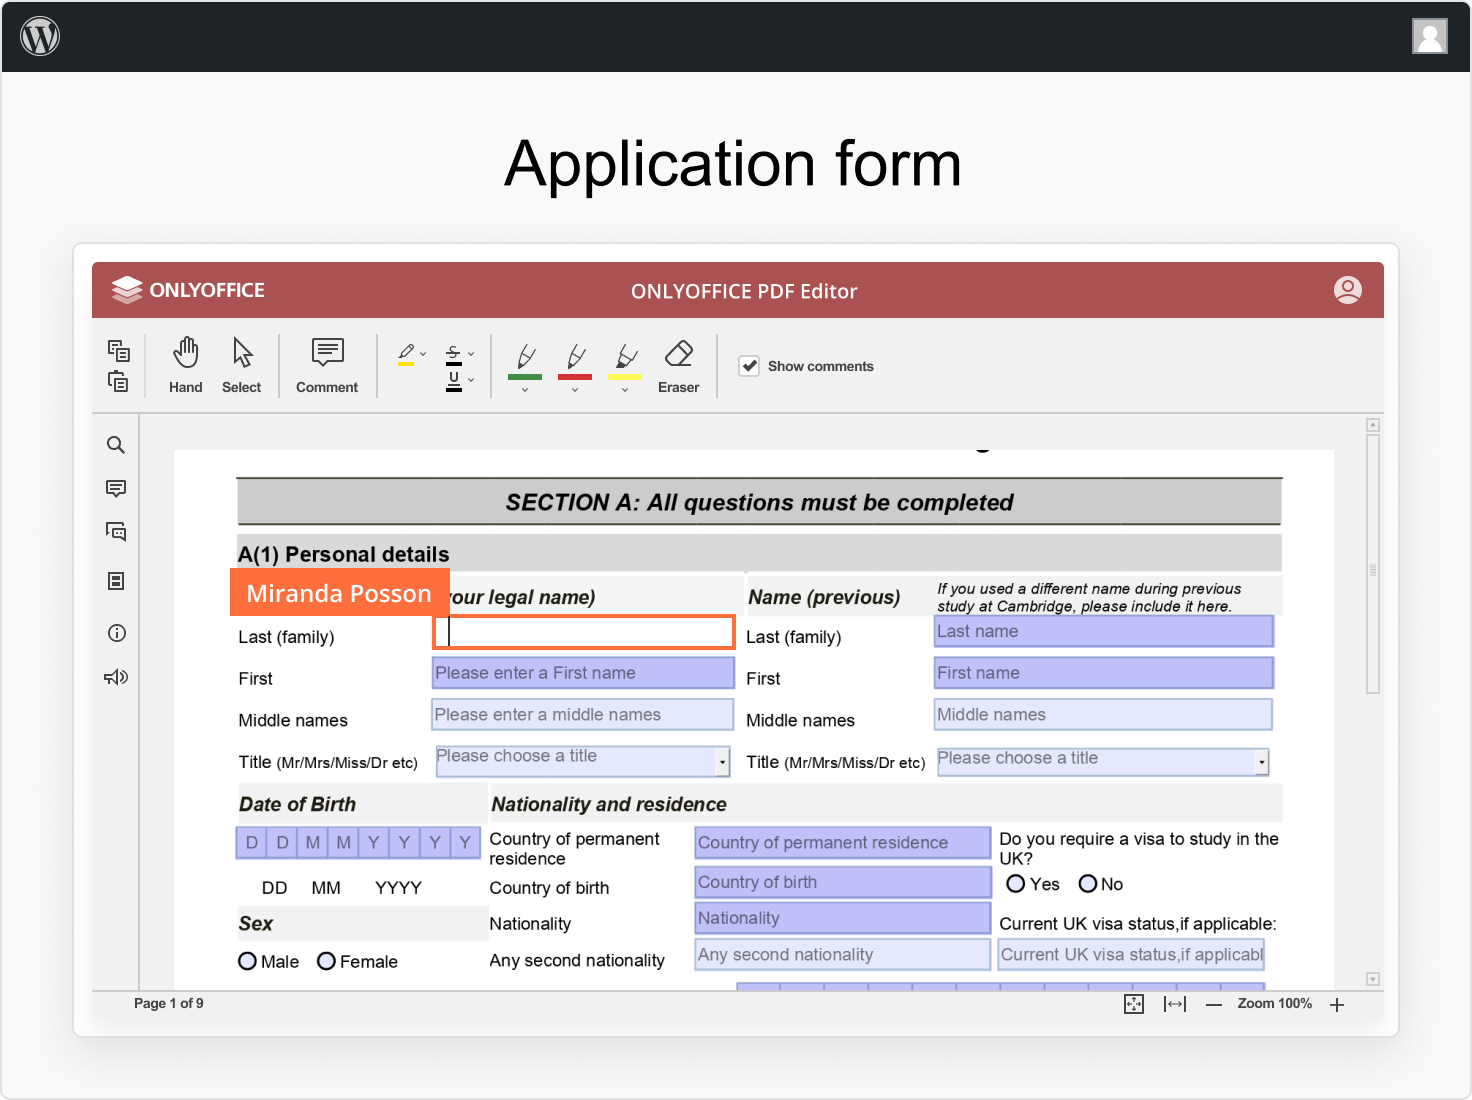 Application form
ONLYOFFICE
ONLYOFFICE PDF Editor
Hand
Select
Comment
Eraser
Show comments
SECTION A: All questions must be completed
A(1) Personal details
Miranda Posson
your legal name)
Name (previous)
If you used a different name during previous
study at Cambridge, please include it here.
Last (family)
Last (family)
Last name
First
Please enter a First name
First
First name
Middle names
Please enter a middle names
Middle names
Middle names
Title (Mr/Mrs/Miss/Dr etc)
Please choose a title
Title (Mr/Mrs/Miss/Dr etc)
Please choose a title
Date of Birth
Nationality and residence
D D M M Y Y Y Y
Country of permanent
residence
Country of permanent residence
Do you require a visa to study in the
UK?
DD MM YYYY
Country of birth
Country of birth
Yes
No
Sex
Nationality
Nationality
Current UK visa status,if applicable:
Male
Female
Any second nationality
Any second nationality
Current UK visa status,if applicabl
Page 1 of 9
Zoom 100%